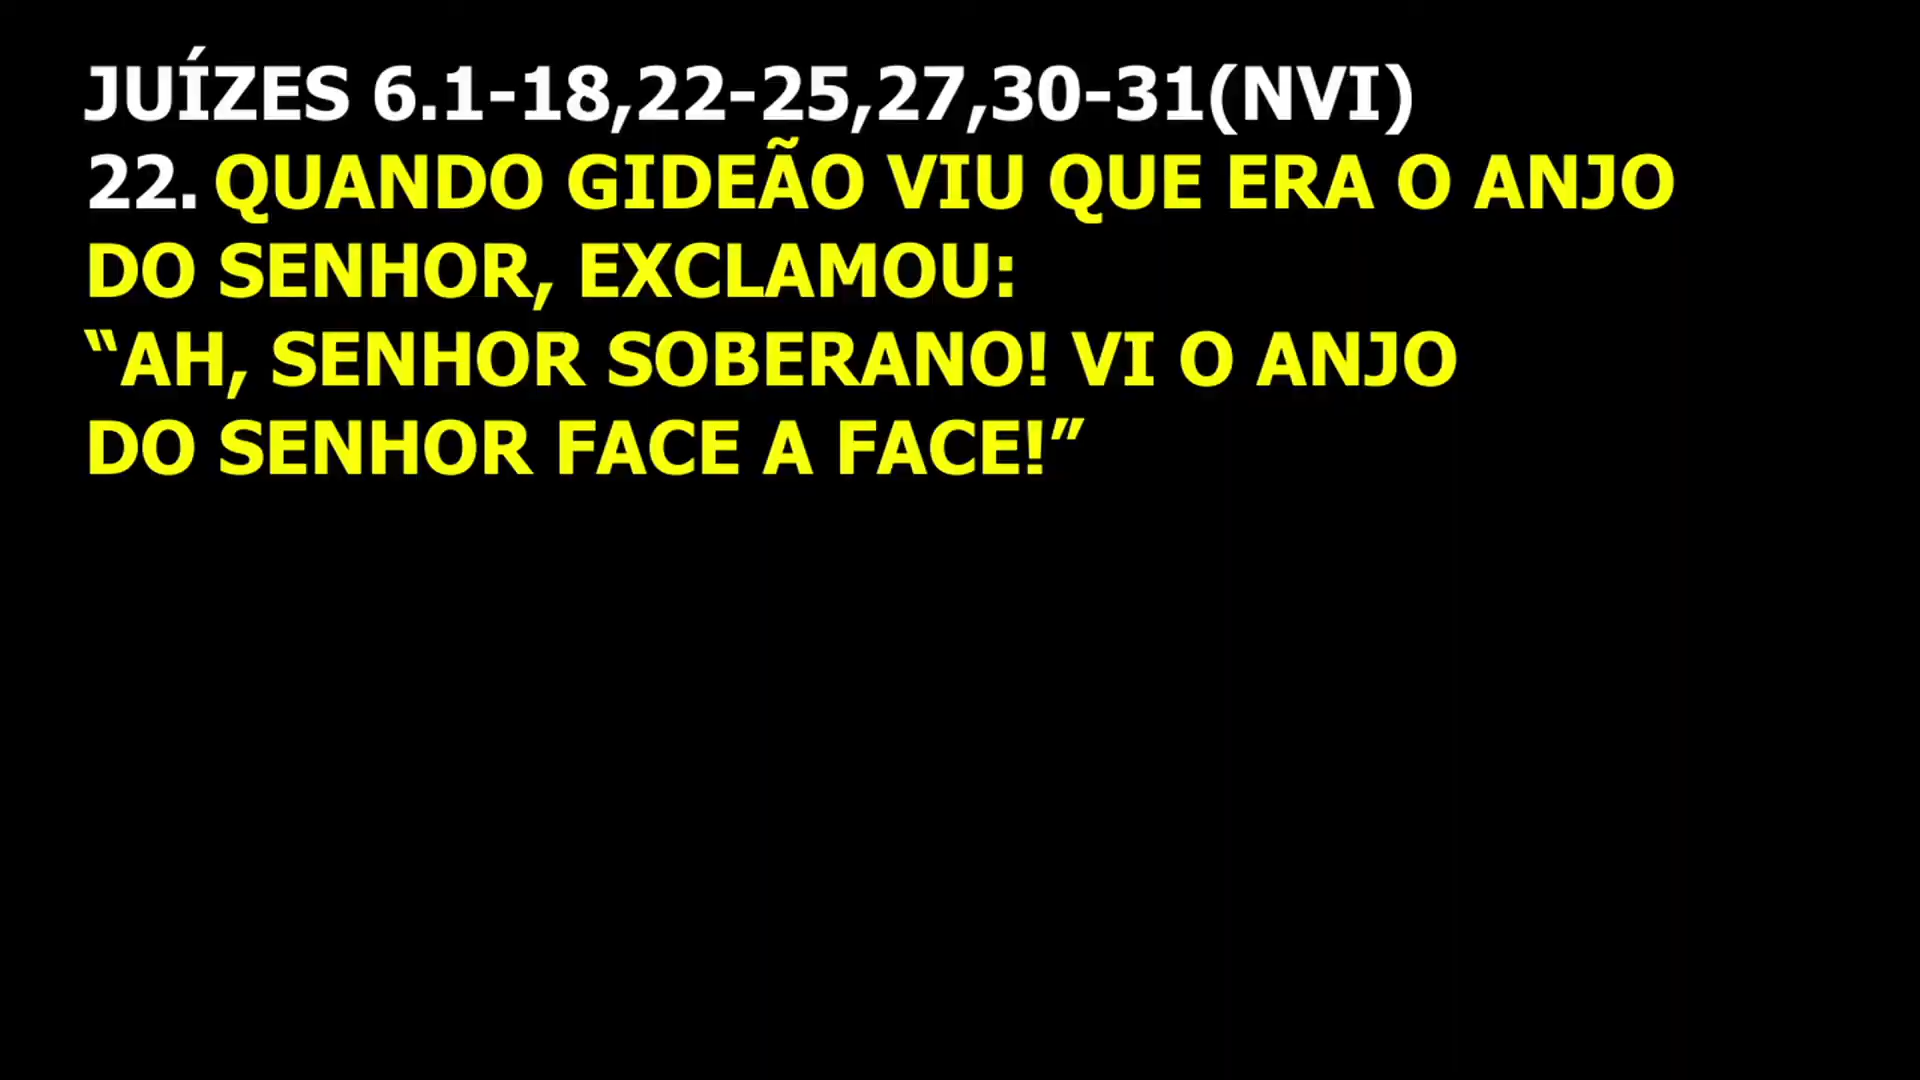 JUÍZES 6.1-18,22-25,27,30-31(NVI)
22. QUANDO GIDEÃO VIU QUE ERA O ANJO
DO SENHOR, EXCLAMOU:
“AH, SENHOR SOBERANO! VI O ANJO
DO SENHOR FACE A FACE!”